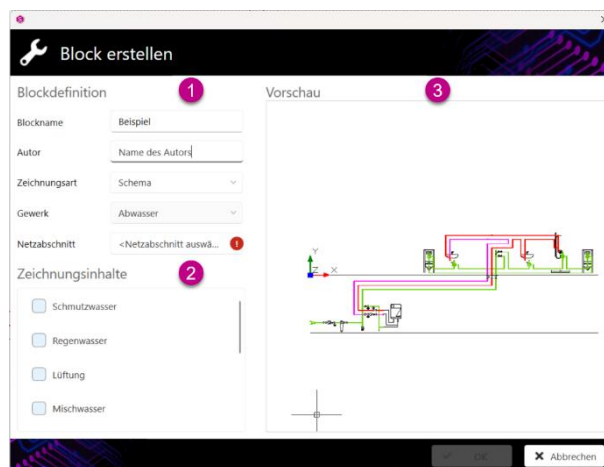 Block erstellen
Blockdefinition
1
Blockname
Beispiel
Autor
Name des Autors
Zeichnungsart
Schema
Gewerk
Abwasser
Netzabschnitt
<Netzabschnitt auswä...
!
Zeichnungsinhalte
2
Schmutzwasser
Regenwasser
Lüftung
Mischwasser
Vorschau
3
Y
Z
X
OK
Abbrechen